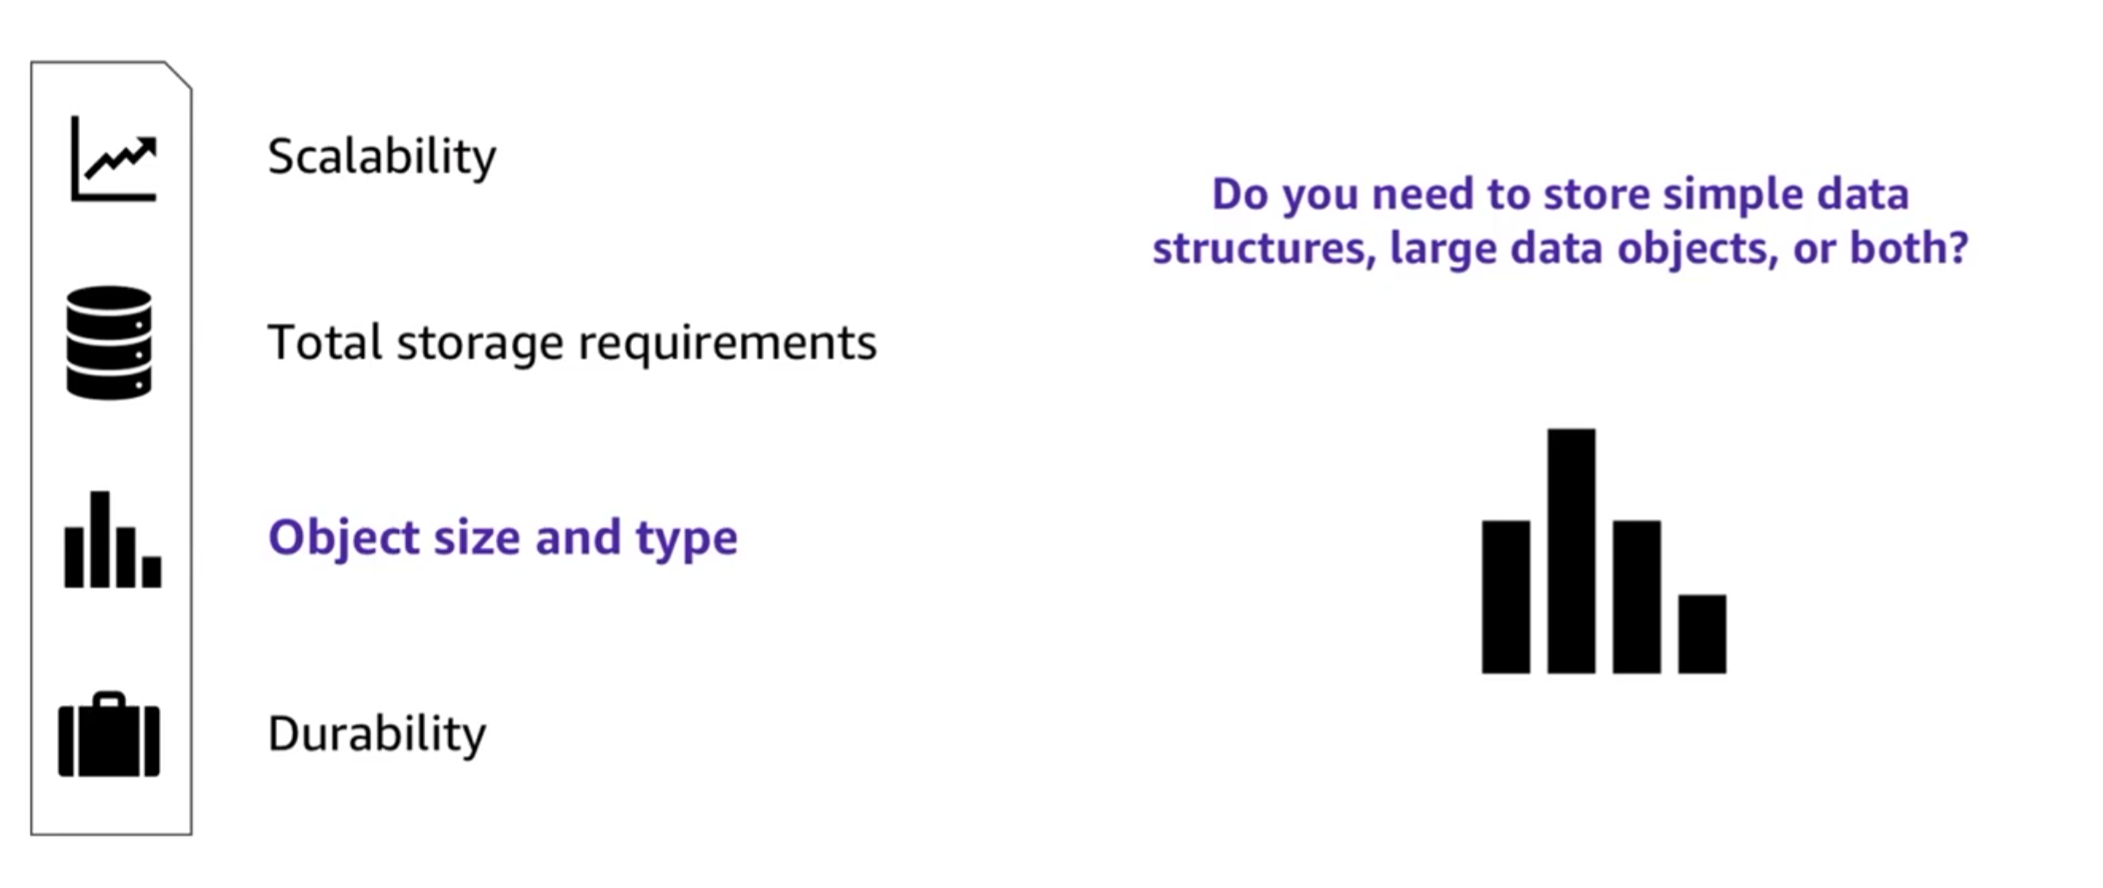 Scalability
Total storage requirements
Object size and type
Durability
Do you need to store simple data
structures, large data objects, or both?